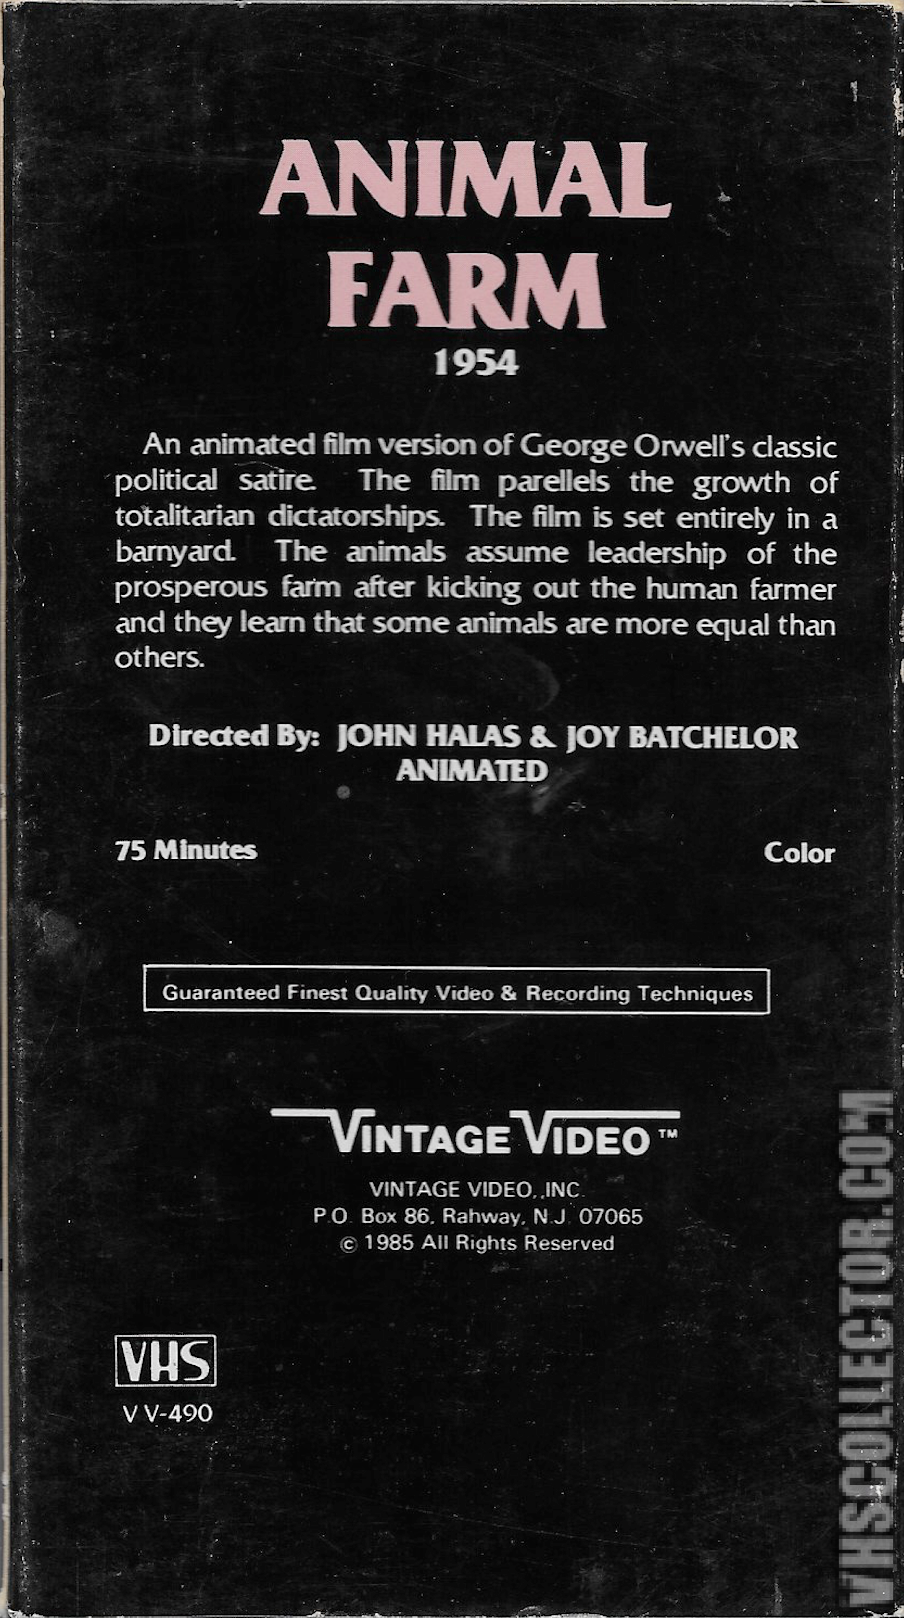 ANIMAL
FARM
1954
An animated film version of George Orwell's classic
political satire. The film parellels the growth of
totalitarian dictatorships. The film is set entirely in a
barnyard. The animals assume leadership of the
prosperous farm after kicking out the human farmer
and they learn that some animals are more equal than
others.
Directed By: JOHN HALAS & JOY BATCHELOR
ANIMATED
75 Minutes Color
Guaranteed Finest Quality Video & Recording Techniques
VINTAGE VIDEO ™
VINTAGE VIDEO, INC.
P.O. Box 86, Rahway, N.J. 07065
© 1985 All Rights Reserved
VHS
VV-490
VHSCOLLECTOR.COM